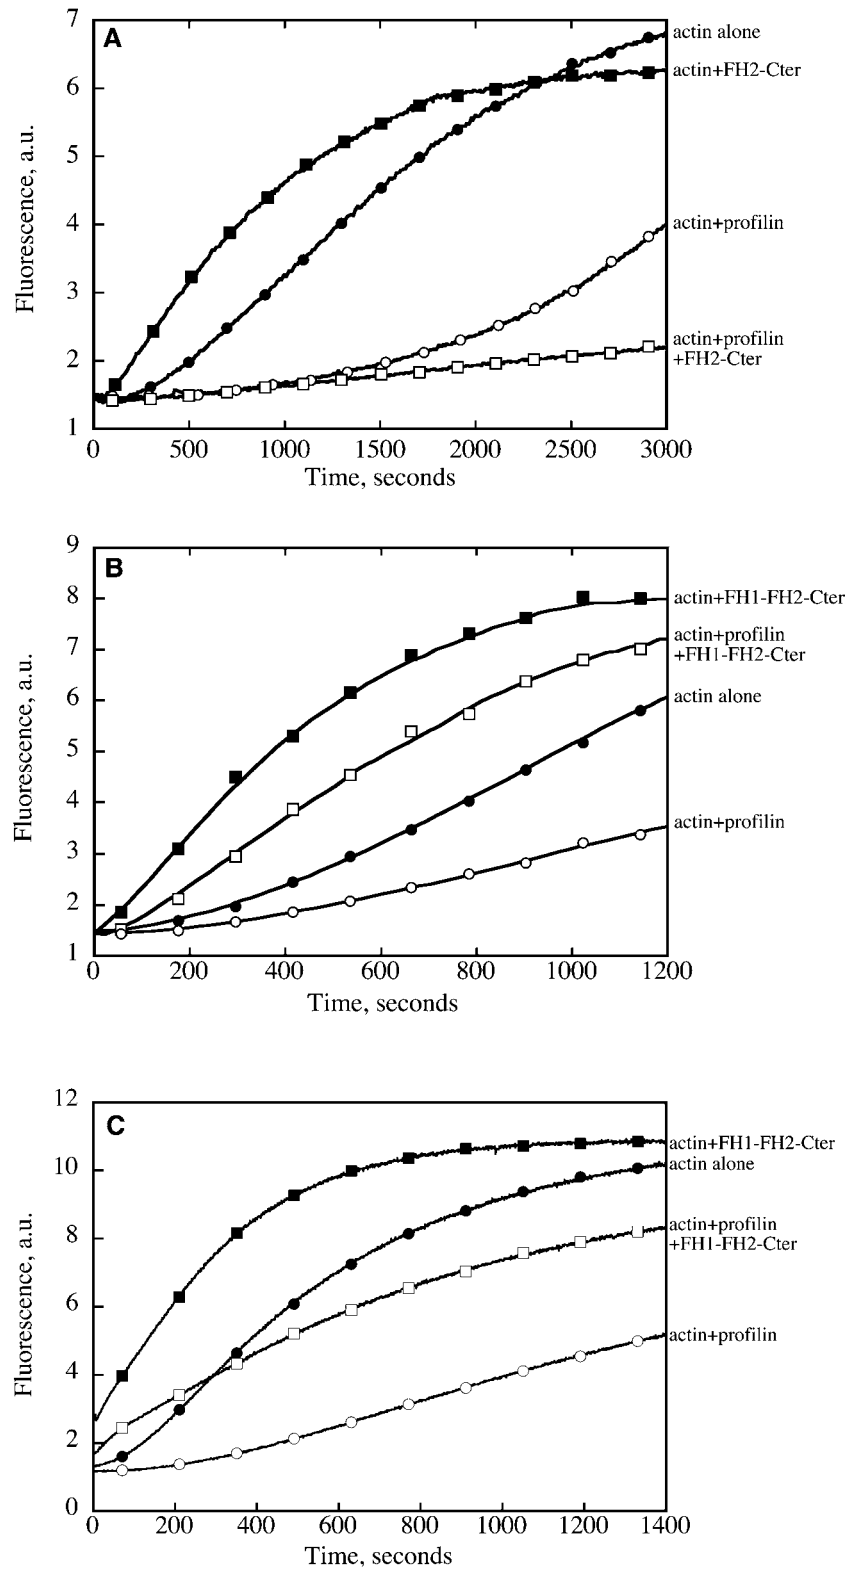 A
7
6
5
4
3
2
1
Fluorescence, a.u.
0 500 1000 1500 2000 2500 3000
Time, seconds
actin alone
actin+FH2-Cter
actin+profilin
actin+profilin
+FH2-Cter
B
9
8
7
6
5
4
3
2
1
Fluorescence, a.u.
0 200 400 600 800 1000 1200
Time, seconds
actin+FH1-FH2-Cter
actin+profilin
+FH1-FH2-Cter
actin alone
actin+profilin
C
12
10
8
6
4
2
0
Fluorescence, a.u.
0 200 400 600 800 1000 1200 1400
Time, seconds
actin+FH1-FH2-Cter
actin alone
actin+profilin
+FH1-FH2-Cter
actin+profilin